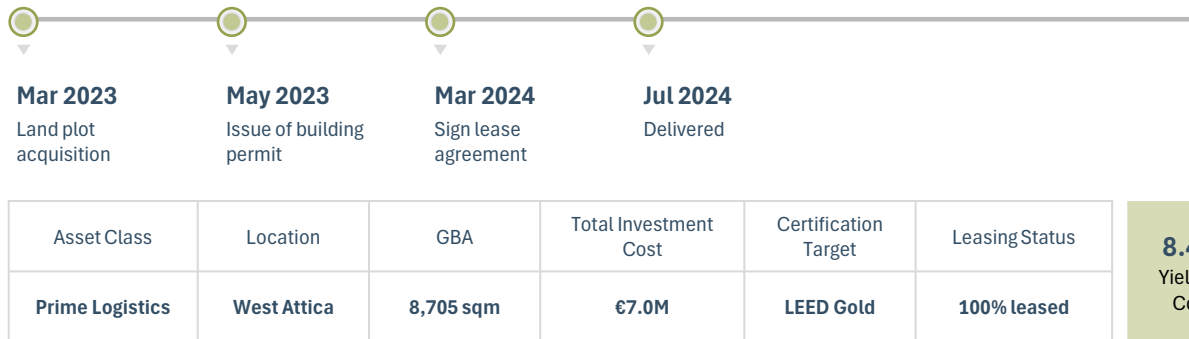 Mar 2023
May 2023
Mar 2024
Jul 2024
Land plot
acquisition
Issue of building
permit
Sign lease
agreement
Delivered
Asset Class
Location
GBA
Total Investment
Cost
Certification
Target
Leasing Status
Prime Logistics
West Attica
8,705 sqm
€7.0M
LEED Gold
100% leased